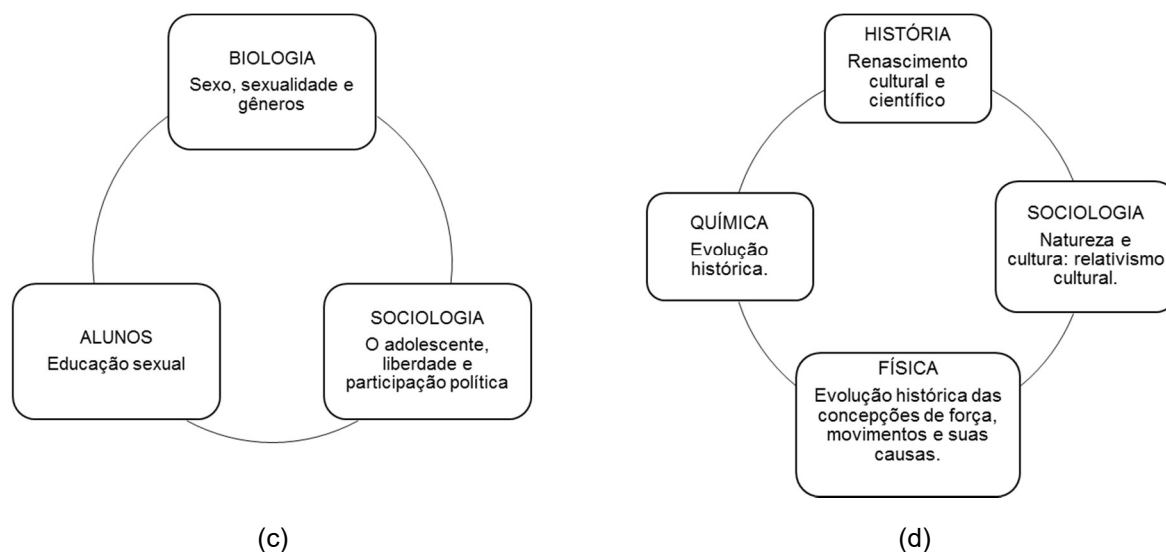 BIOLOGIA
Sexo, sexualidade e
gêneros
ALUNOS
Educação sexual
SOCIOLOGIA
O adolescente,
liberdade e
participação política
(c)
HISTÓRIA
Renascimento
cultural e
científico
QUÍMICA
Evolução
histórica.
SOCIOLOGIA
Natureza e
cultura: relativismo
cultural.
FÍSICA
Evolução histórica das
concepções de força,
movimentos e suas
causas.
(d)